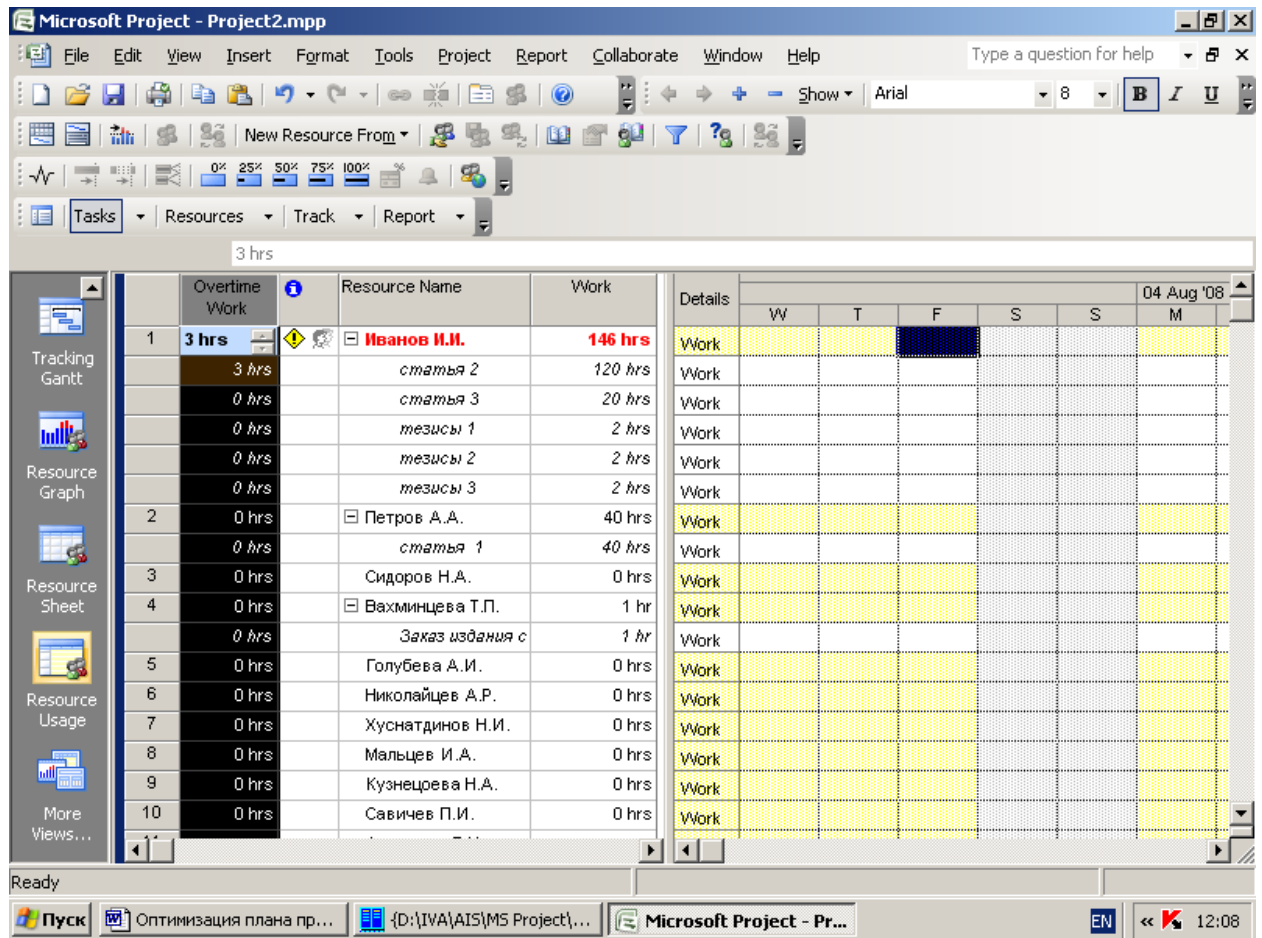 Microsoft Project - Project2.mpp
File Edit View Insert Format Tools Project Report Collaborate Window Help Type a question for help
Show Arial 8 B I U
New Resource From
0% 25% 50% 75% 100% %
Tasks Resources Track Report
3 hrs
Overtime Work Resource Name Work Details 04 Aug '08
W T F S S M
1 3 hrs Иванов И.И. 146 hrs Work
3 hrs статья 2 120 hrs Work
0 hrs статья 3 20 hrs Work
0 hrs тезисы 1 2 hrs Work
0 hrs тезисы 2 2 hrs Work
0 hrs тезисы 3 2 hrs Work
2 0 hrs Петров А.А. 40 hrs Work
0 hrs статья 1 40 hrs Work
3 0 hrs Сидоров Н.А. 0 hrs Work
4 0 hrs Вахминцева Т.П. 1 hr Work
0 hrs Заказ издания с 1 hr Work
5 0 hrs Голубева А.И. 0 hrs Work
6 0 hrs Николайцев А.Р. 0 hrs Work
7 0 hrs Хуснатдинов Н.И. 0 hrs Work
8 0 hrs Мальцев И.А. 0 hrs Work
9 0 hrs Кузнецоева Н.А. 0 hrs Work
10 0 hrs Савичев П.И. 0 hrs Work
Tracking Gantt
Resource Graph
Resource Sheet
Resource Usage
More Views...
Ready
Пуск Оптимизация плана пр... {D:\IVA\AIS\MS Project\... Microsoft Project - Pr... EN « 12:08